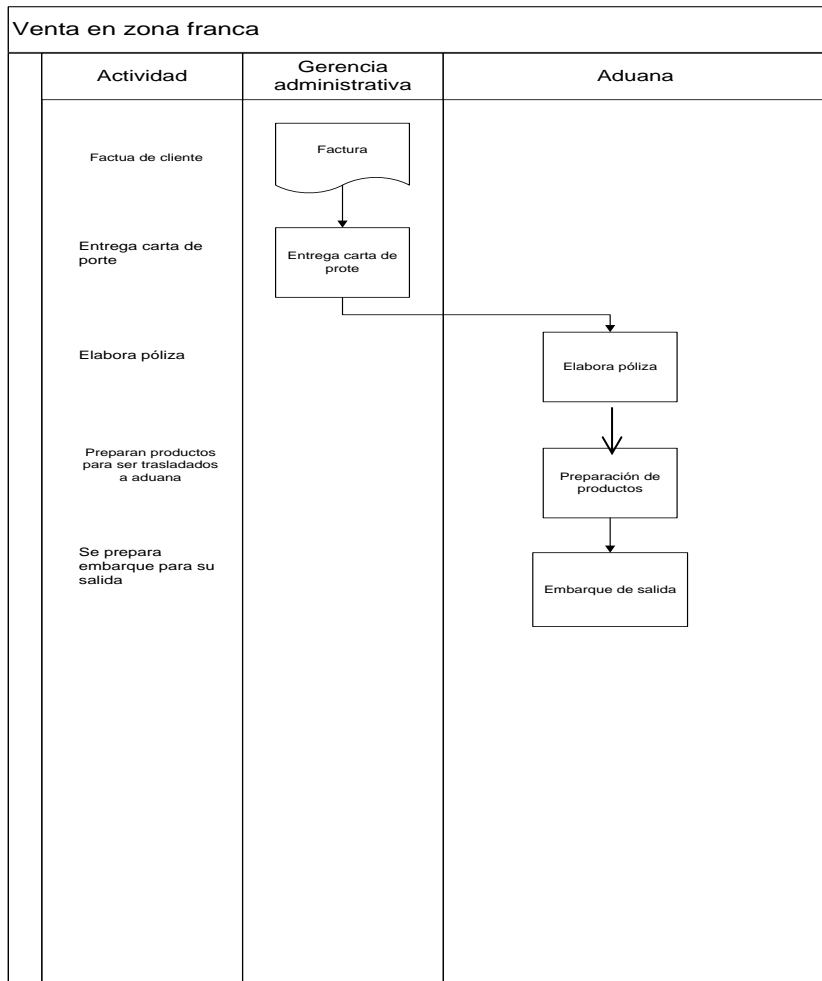 Venta en zona franca
Actividad
Gerencia
administrativa
Aduana
Factua de cliente
Factura
Entrega carta de
porte
Entrega carta de
prote
Elabora póliza
Elabora póliza
Preparan productos
para ser trasladados
a aduana
Preparación de
productos
Se prepara
embarque para su
salida
Embarque de salida